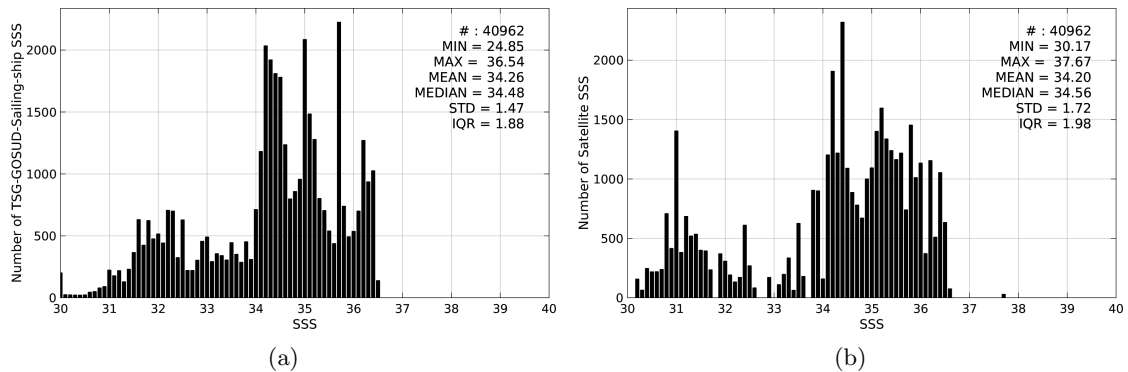 Number of TSG-GOSUD-Sailing-ship SSS
2000
1500
1000
500
0
# : 40962
MIN = 24.85
MAX = 36.54
MEAN = 34.26
MEDIAN = 34.48
STD = 1.47
IQR = 1.88
30 31 32 33 34 35 36 37 38 39 40
SSS
(a)
Number of Satellite SSS
2000
1500
1000
500
0
# : 40962
MIN = 30.17
MAX = 37.67
MEAN = 34.20
MEDIAN = 34.56
STD = 1.72
IQR = 1.98
30 31 32 33 34 35 36 37 38 39 40
SSS
(b)